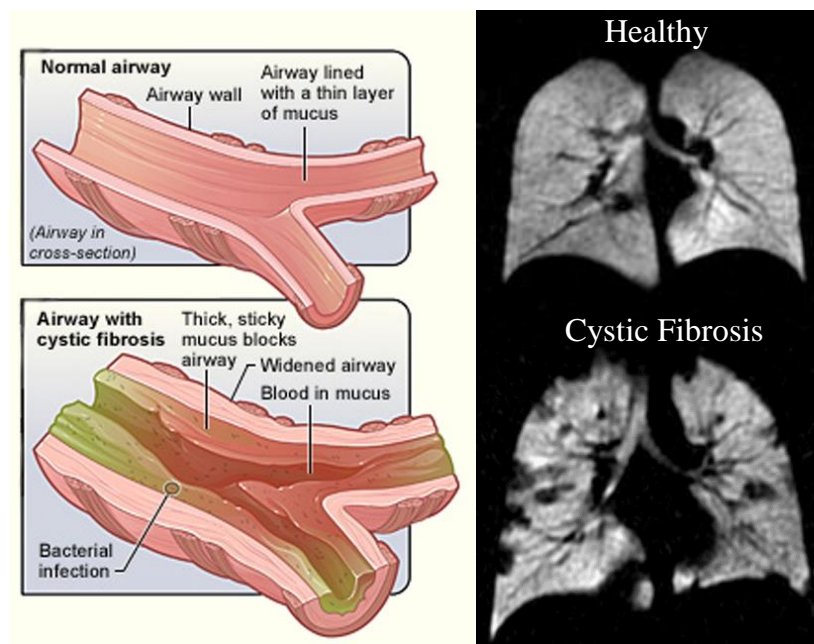 Normal airway
Airway wall
Airway lined
with a thin layer
of mucus
(Airway in
cross-section)
Airway with
cystic fibrosis
Thick, sticky
mucus blocks
airway
Widened airway
Blood in mucus
Bacterial
infection
Healthy
Cystic Fibrosis